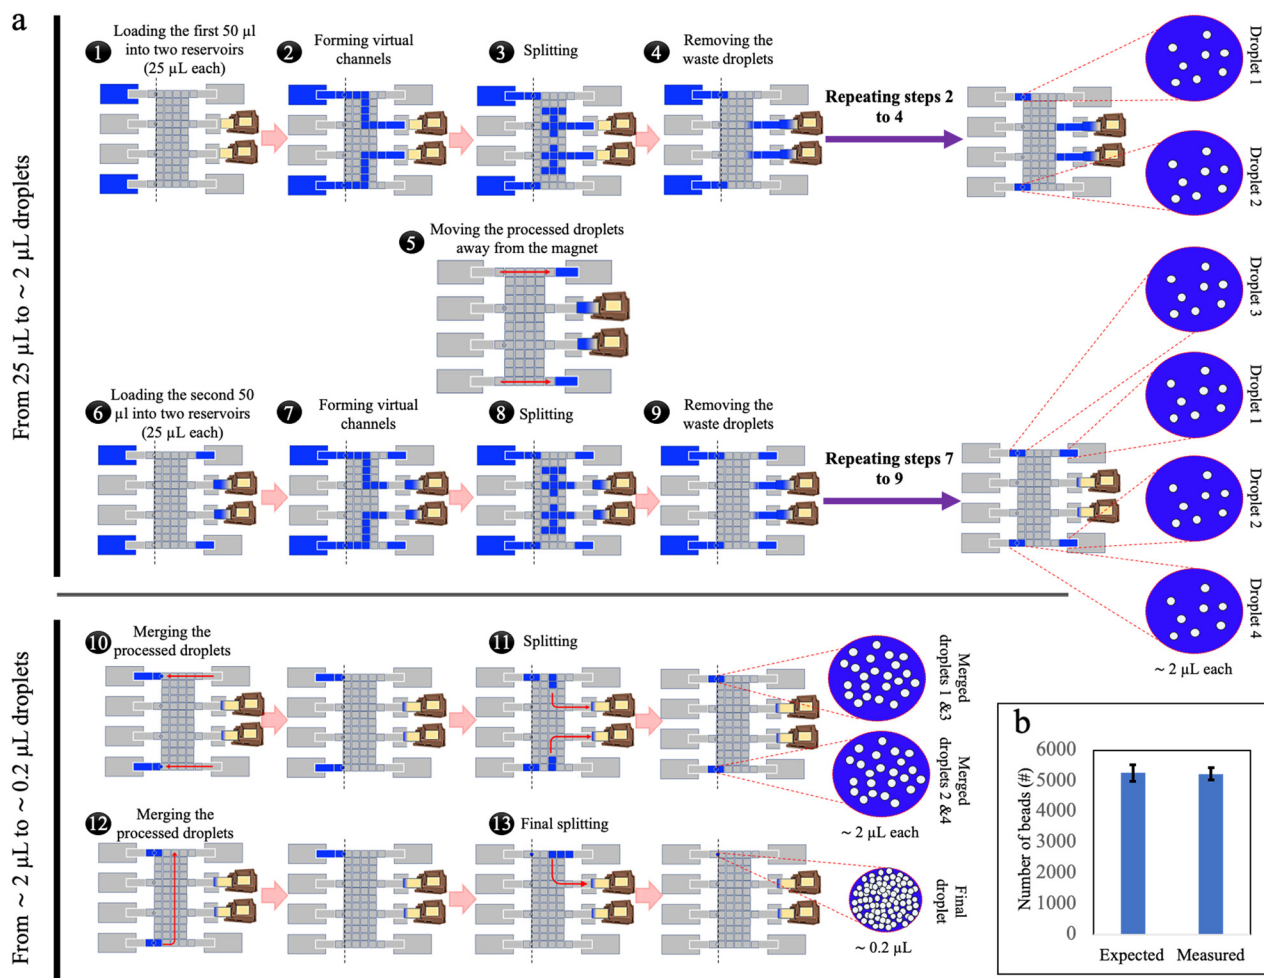 a
From 25 µL to ~ 2 µL droplets
1
Loading the first 50 µl
into two reservoirs
(25 µL each)
2
Forming virtual
channels
3
Splitting
4
Removing the
waste droplets
Repeating steps 2
to 4
Droplet 1
Droplet 2
5
Moving the processed droplets
away from the magnet
6
Loading the second 50
µl into two reservoirs
(25 µL each)
7
Forming virtual
channels
8
Splitting
9
Removing the
waste droplets
Repeating steps 7
to 9
Droplet 3
Droplet 1
Droplet 2
Droplet 4
~ 2 µL each
From ~ 2 µL to ~ 0.2 µL droplets
10
Merging the
processed droplets
11
Splitting
Merged
droplets 1 &3
Merged
droplets 2 &4
~ 2 µL each
12
Merging the
processed droplets
13
Final splitting
Final
droplet
~ 0.2 µL
b
Number of beads (#)
6000
5000
4000
3000
2000
1000
0
Expected
Measured